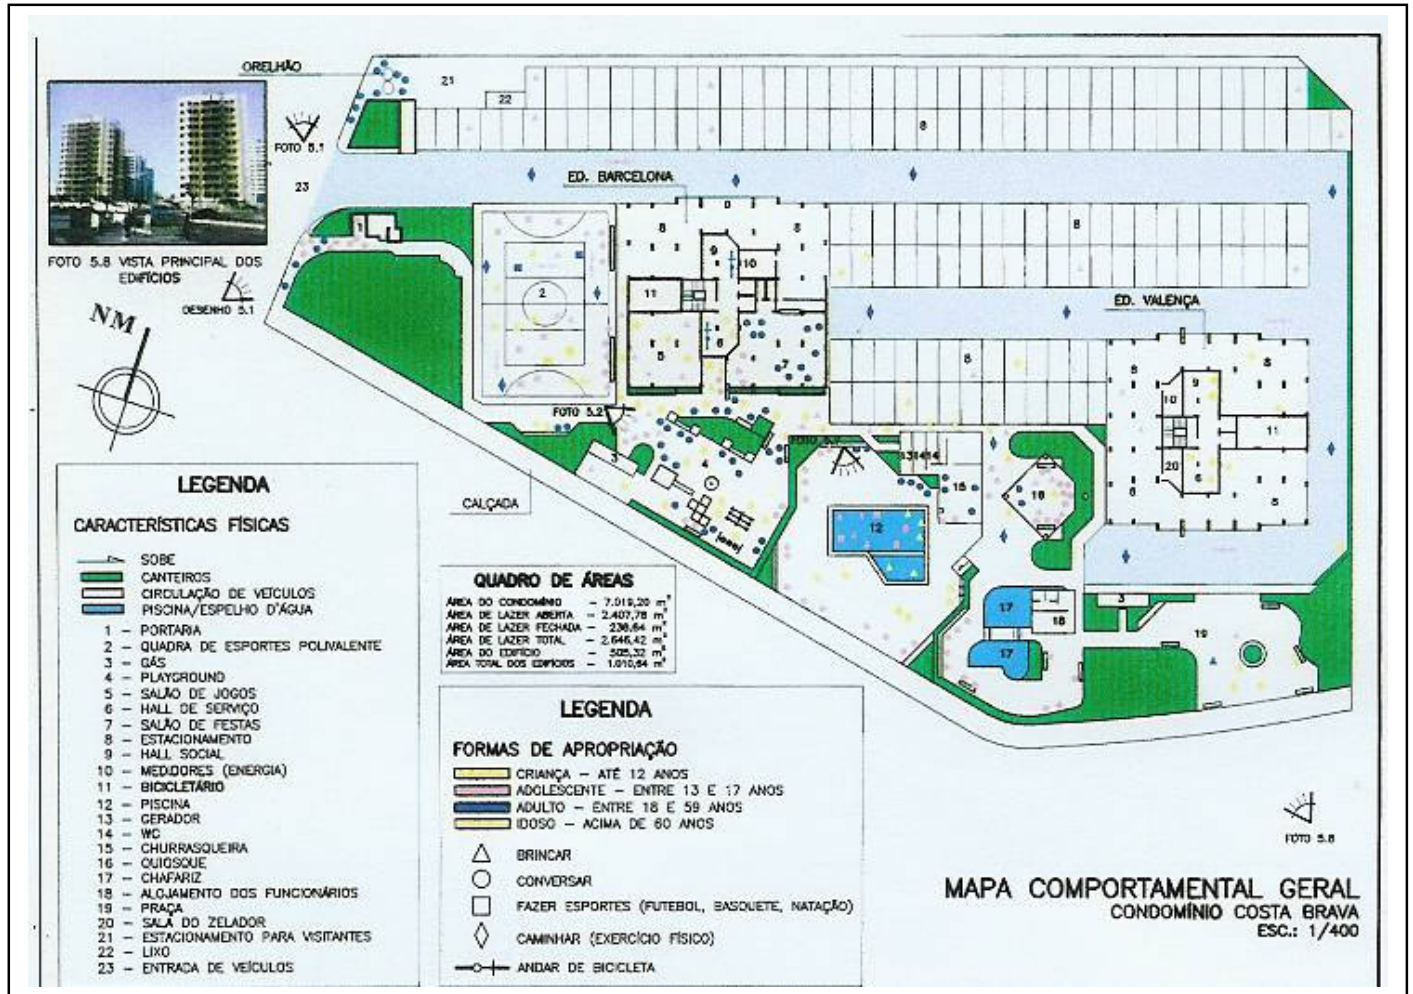 ORELHÃO
21
22
FOTO 5.1
8
23
ED. BARCELONA
FOTO 5.8 VISTA PRINCIPAL DOS
EDIFÍCIOS
DESENHO 5.1
NM
1
2
8
8
9
10
11
5
6
7
8
ED. VALENÇA
8
8
8
9
10
11
20
6
8
8
FOTO 5.2
3
4
CALÇADA
12
13 14 14
15
16
17
17
18
3
19
LEGENDA
CARACTERÍSTICAS FÍSICAS
SOBE
CANTEIROS
CIRCULAÇÃO DE VEÍCULOS
PISCINA/ESPELHO D'ÁGUA
1 - PORTARIA
2 - QUADRA DE ESPORTES POLIVALENTE
3 - GÁS
4 - PLAYGROUND
5 - SALÃO DE JOGOS
6 - HALL DE SERVIÇO
7 - SALÃO DE FESTAS
8 - ESTACIONAMENTO
9 - HALL SOCIAL
10 - MEDIDORES (ENERGIA)
11 - BICICLETÁRIO
12 - PISCINA
13 - GERADOR
14 - WC
15 - CHURRASQUEIRA
16 - QUIOSQUE
17 - CHAFARIZ
18 - ALOJAMENTO DOS FUNCIONÁRIOS
19 - PRAÇA
20 - SALA DO ZELADOR
21 - ESTACIONAMENTO PARA VISITANTES
22 - LIXO
23 - ENTRADA DE VEÍCULOS
QUADRO DE ÁREAS
ÁREA DO CONDOMÍNIO - 7.019,20 m²
ÁREA DE LAZER ABERTA - 2.407,78 m²
ÁREA DE LAZER FECHADA - 238,64 m²
ÁREA DE LAZER TOTAL - 2.646,42 m²
ÁREA DO EDIFÍCIO - 505,32 m²
ÁREA TOTAL DOS EDIFÍCIOS - 1.010,64 m²
LEGENDA
FORMAS DE APROPRIAÇÃO
CRIANÇA - ATÉ 12 ANOS
ADOLESCENTE - ENTRE 13 E 17 ANOS
ADULTO - ENTRE 18 E 59 ANOS
IDOSO - ACIMA DE 60 ANOS
BRINCAR
CONVERSAR
FAZER ESPORTES (FUTEBOL, BASQUETE, NATAÇÃO)
CAMINHAR (EXERCÍCIO FÍSICO)
ANDAR DE BICICLETA
FOTO 5.8
MAPA COMPORTAMENTAL GERAL
CONDOMÍNIO COSTA BRAVA
ESC.: 1/400